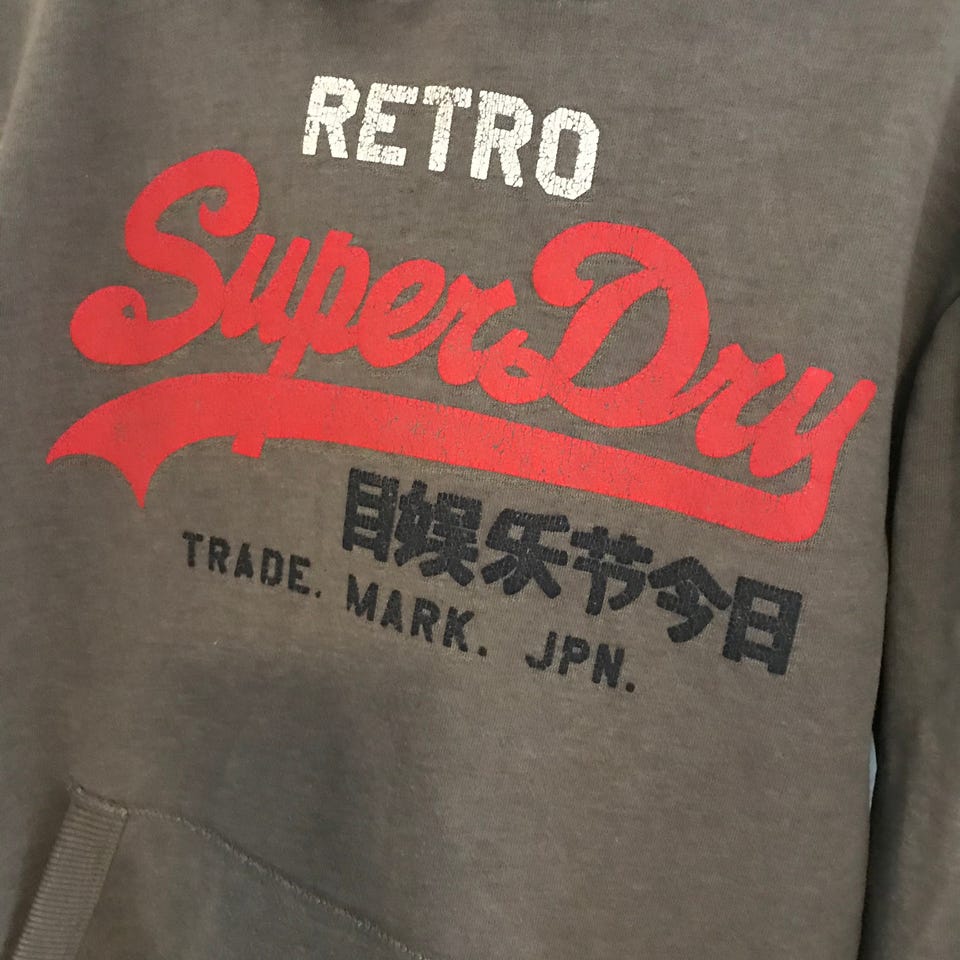 RETRO
SuperDry
目娱乐节今日
TRADE. MARK. JPN.